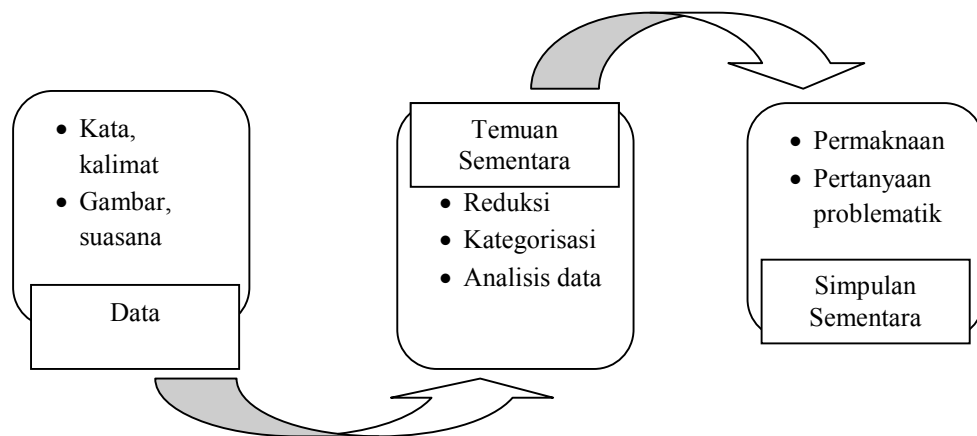 • Kata,
kalimat
• Gambar,
suasana
Data
Temuan
Sementara
• Reduksi
• Kategorisasi
• Analisis data
• Permaknaan
• Pertanyaan
problematik
Simpulan
Sementara